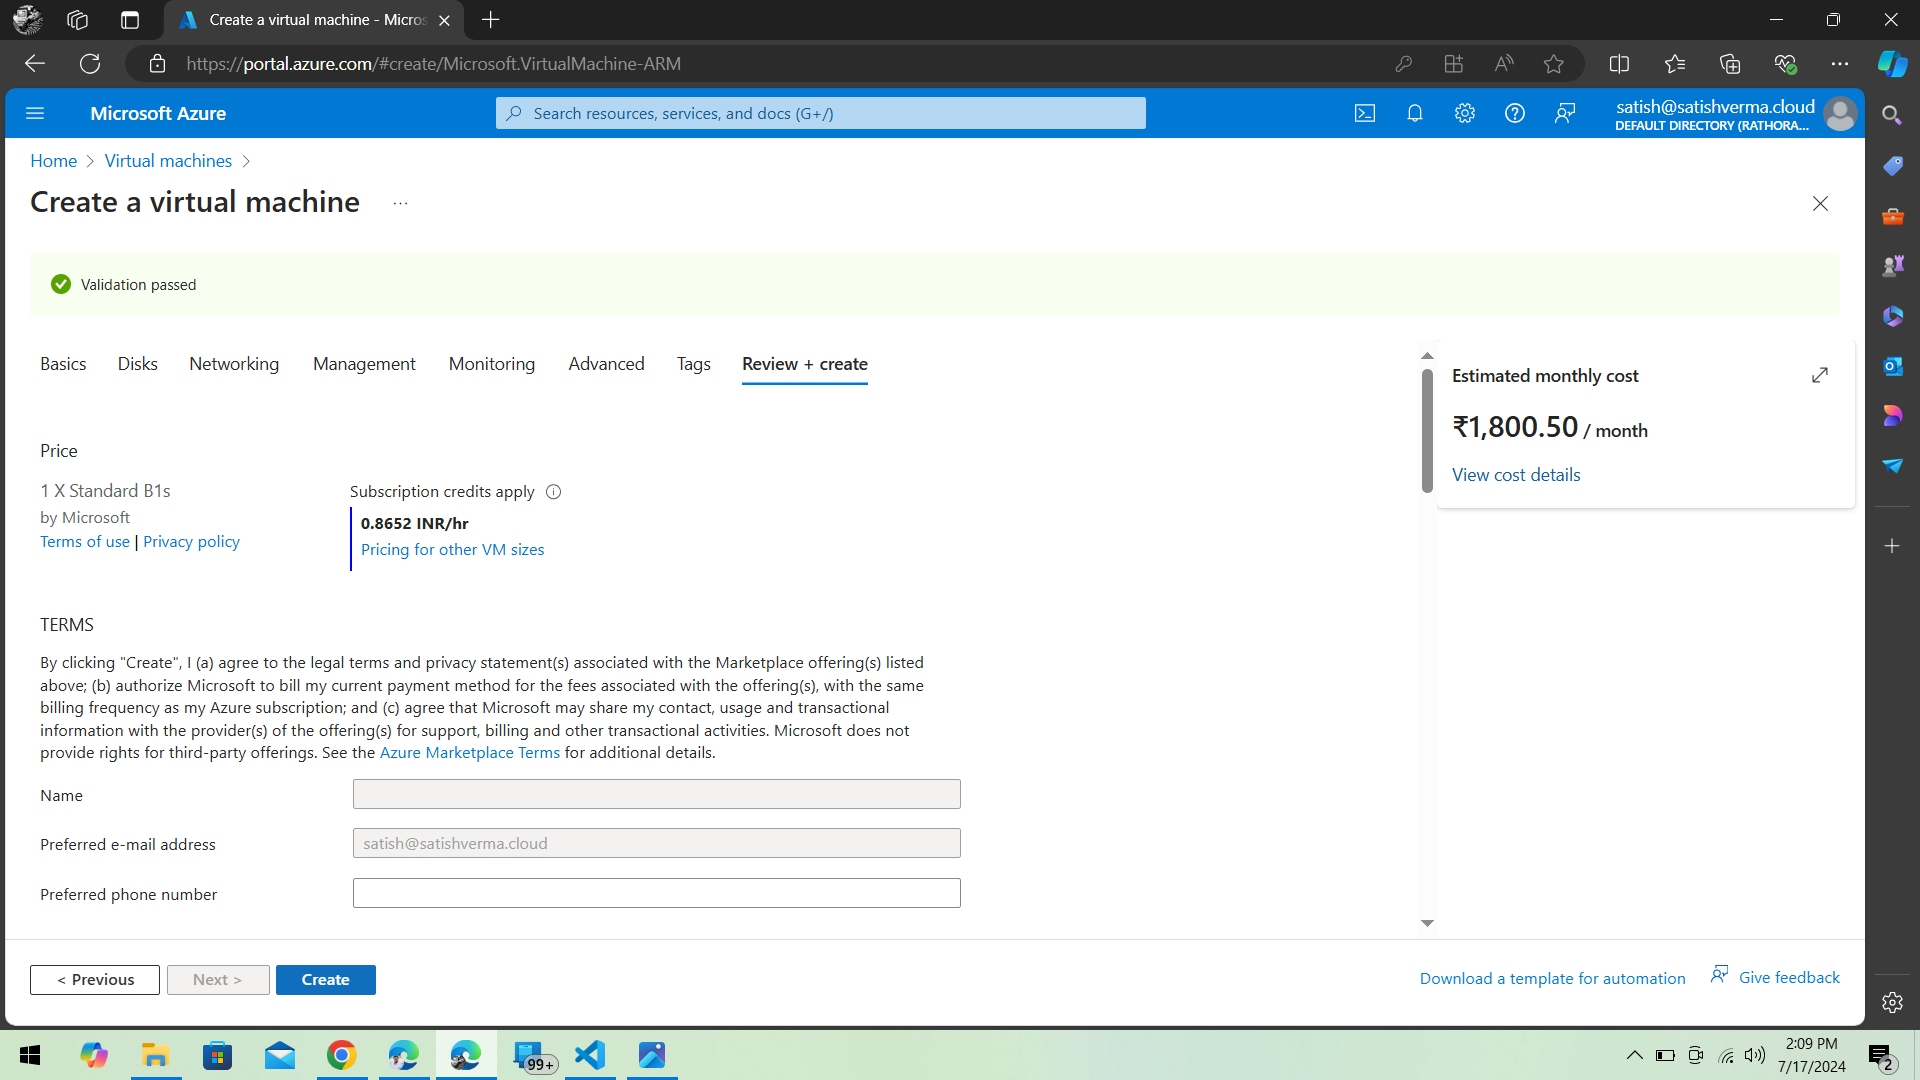 Create a virtual machine - Micros
https://portal.azure.com/#create/Microsoft.VirtualMachine-ARM
Microsoft Azure
Search resources, services, and docs (G+/)
satish@satishverma.cloud
DEFAULT DIRECTORY (RATHORA...
Home > Virtual machines >
Create a virtual machine ...
Validation passed
Basics Disks Networking Management Monitoring Advanced Tags Review + create
Estimated monthly cost
₹1,800.50 / month
View cost details
Price
1 X Standard B1s
by Microsoft
Terms of use | Privacy policy
Subscription credits apply
0.8652 INR/hr
Pricing for other VM sizes
TERMS
By clicking "Create", I (a) agree to the legal terms and privacy statement(s) associated with the Marketplace offering(s) listed
above; (b) authorize Microsoft to bill my current payment method for the fees associated with the offering(s), with the same
billing frequency as my Azure subscription; and (c) agree that Microsoft may share my contact, usage and transactional
information with the provider(s) of the offering(s) for support, billing and other transactional activities. Microsoft does not
provide rights for third-party offerings. See the Azure Marketplace Terms for additional details.
Name
Preferred e-mail address satish@satishverma.cloud
Preferred phone number
< Previous Next > Create Download a template for automation Give feedback
99+
2:09 PM
7/17/2024
2